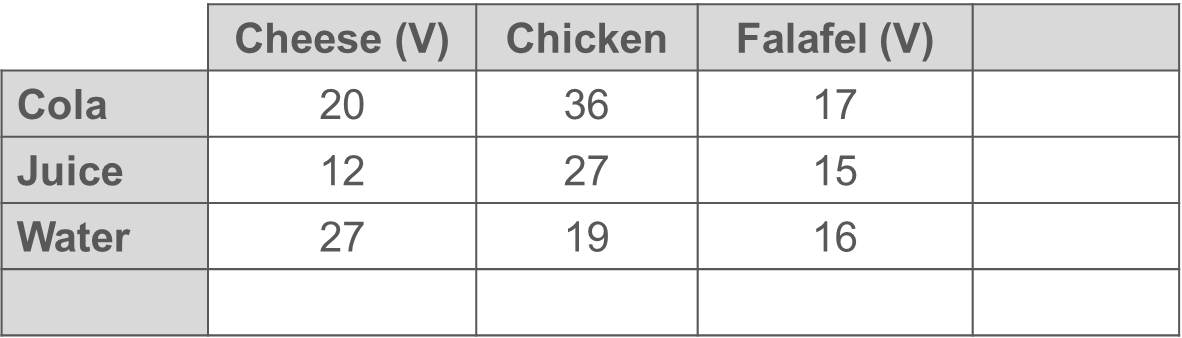 Cheese (V) Chicken Falafel (V)
Cola 20 36 17
Juice 12 27 15
Water 27 19 16